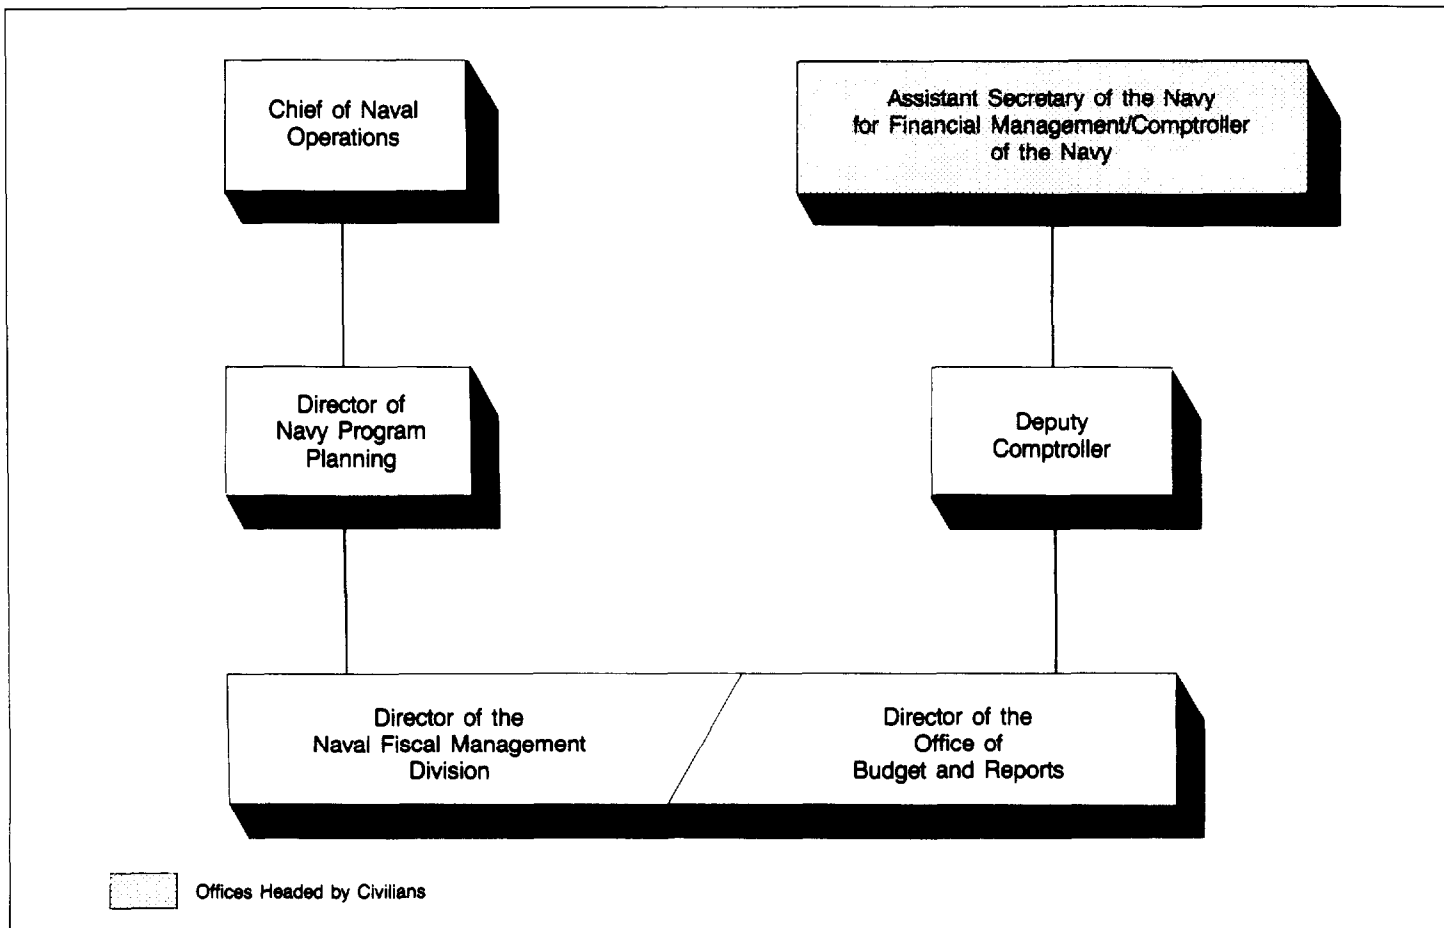 Chief of Naval
Operations
Assistant Secretary of the Navy
for Financial Management/Comptroller
of the Navy
Director of
Navy Program
Planning
Deputy
Comptroller
Director of the
Naval Fiscal Management
Division
Director of the
Office of
Budget and Reports
Offices Headed by Civilians